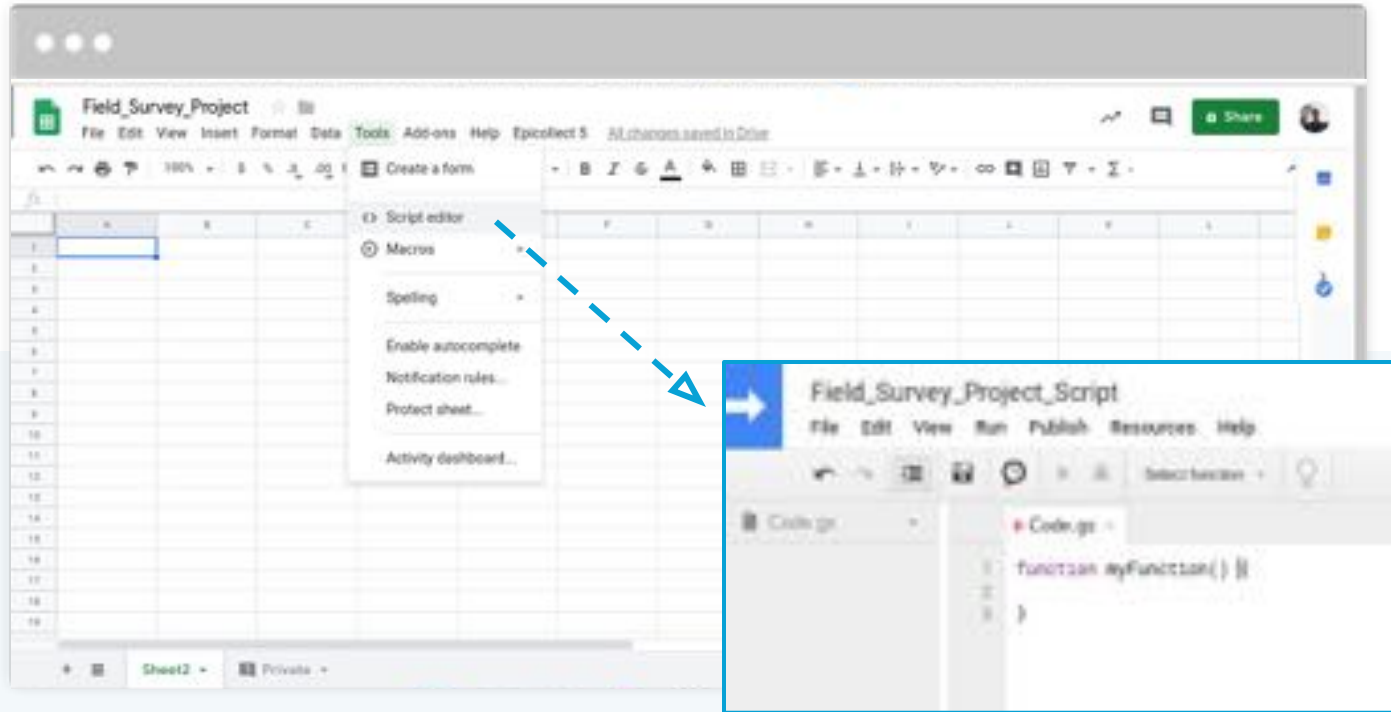 Field_Survey_Project
File Edit View Insert Format Data Tools Add-ons Help Epicollect 5 All changes saved in Drive
Share
100%
Create a form
Script editor
Macros
Spelling
Enable autocomplete
Notification rules...
Protect sheet...
Activity dashboard...
Sheet2
Private
Field_Survey_Project_Script
File Edit View Run Publish Resources Help
Select function
Code.gs
Code.gs
function myFunction() {
}